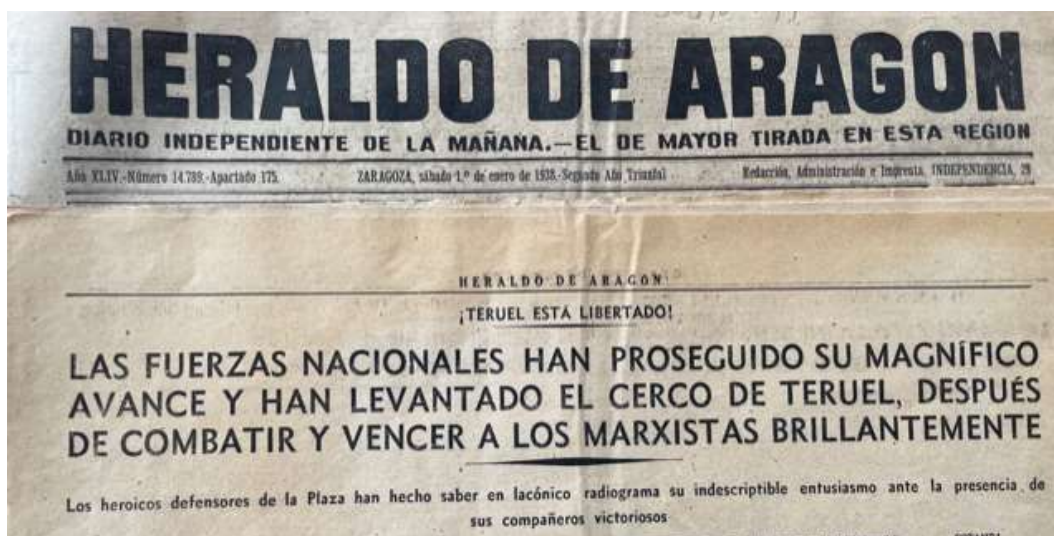 HERALDO DE ARAGON
DIARIO INDEPENDIENTE DE LA MAÑANA.—EL DE MAYOR TIRADA EN ESTA REGION
Año XLIV.-Número 14.789.-Apartado 175. ZARAGOZA, sábado 1.º de enero de 1938.-Segundo Año Triunfal Redacción, Administración e Imprenta, INDEPENDENCIA, 29
HERALDO DE ARAGON
¡TERUEL ESTÁ LIBERTADO!
LAS FUERZAS NACIONALES HAN PROSEGUIDO SU MAGNÍFICO
AVANCE Y HAN LEVANTADO EL CERCO DE TERUEL, DESPUÉS
DE COMBATIR Y VENCER A LOS MARXISTAS BRILLANTEMENTE
Los heroicos defensores de la Plaza han hecho saber en lacónico radiograma su indescriptible entusiasmo ante la presencia de
sus compañeros victoriosos